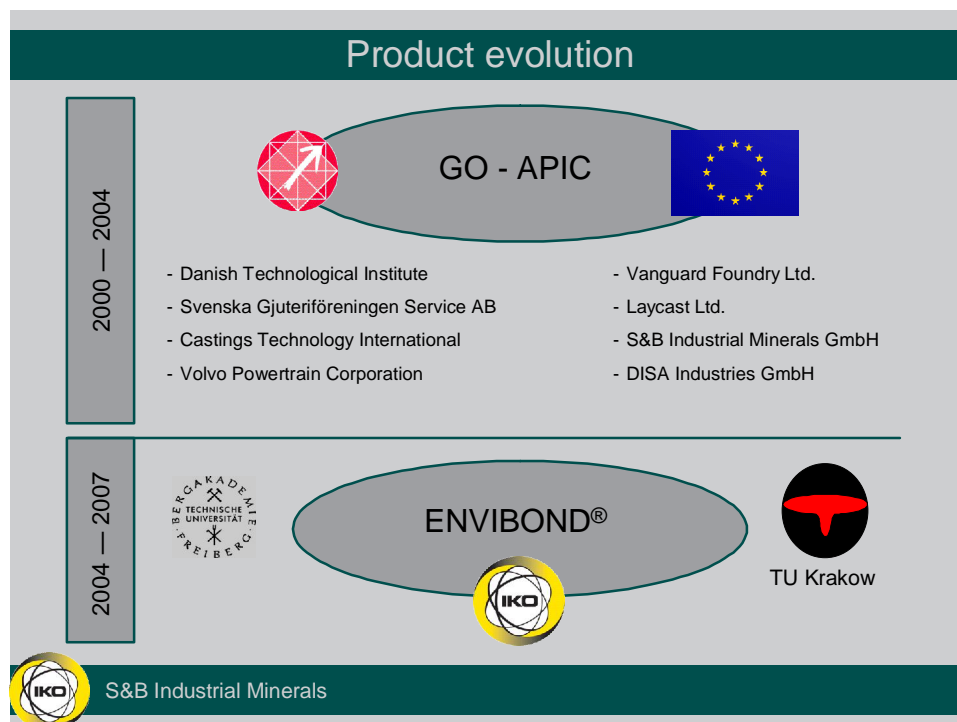 Product evolution
2000 — 2004
GO - APIC
- Danish Technological Institute
- Svenska Gjuteriföreningen Service AB
- Castings Technology International
- Volvo Powertrain Corporation
- Vanguard Foundry Ltd.
- Laycast Ltd.
- S&B Industrial Minerals GmbH
- DISA Industries GmbH
2004 — 2007
BERGAKADEMIE
TECHNISCHE
UNIVERSITÄT
·FREIBERG·
ENVIBOND®
IKO
TU Krakow
IKO
S&B Industrial Minerals